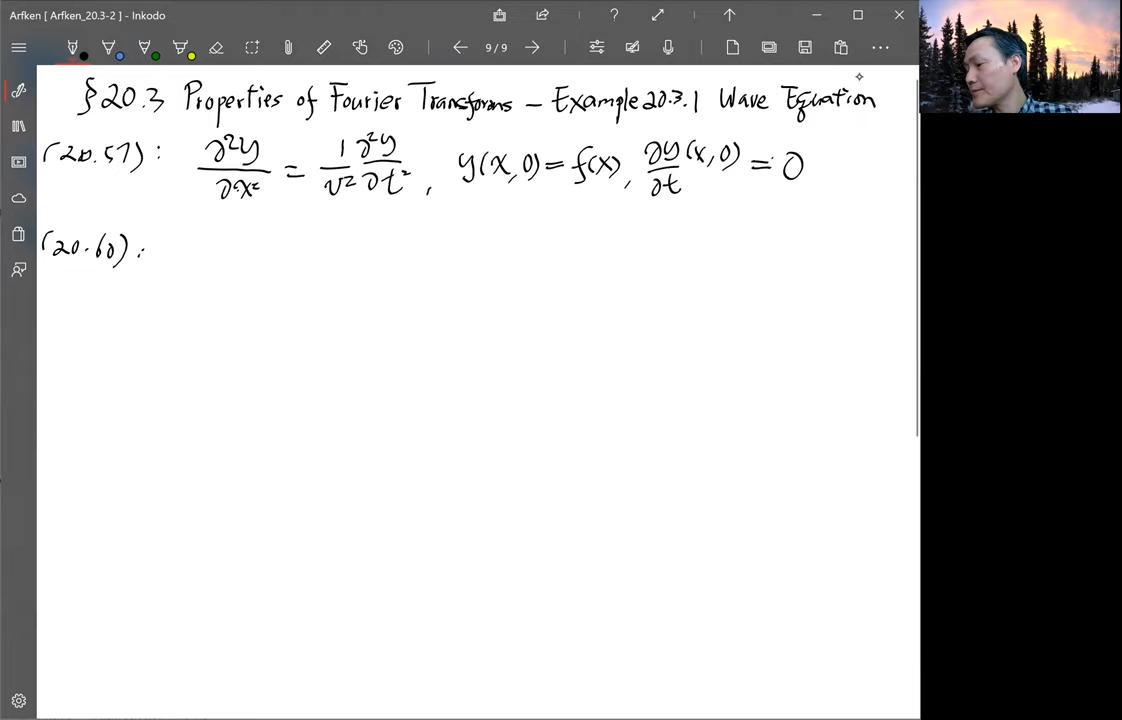 Arfken [ Arfken_20.3-2 ] - Inkodo
9/9
§ 20.3 Properties of Fourier Transforms – Example 20.3.1 Wave Equation
(20.57): ∂²y/∂x² = 1/v² ∂²y/∂t², y(x,0) = f(x), ∂y/∂t (x,0) = 0
(20.60):